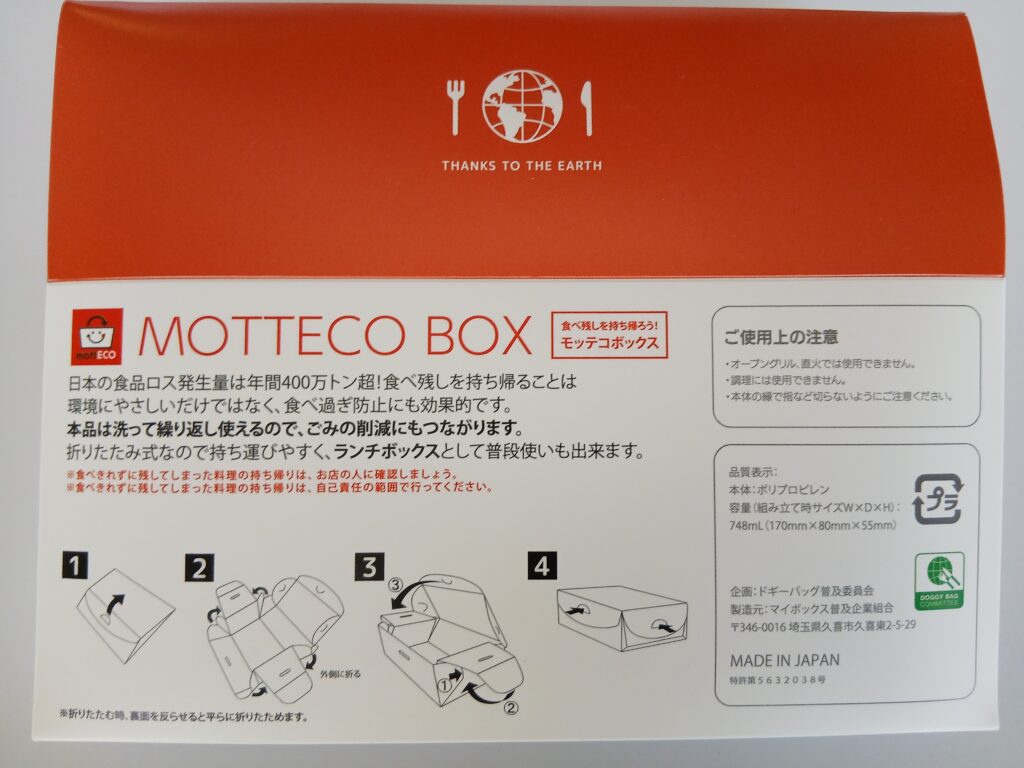 THANKS TO THE EARTH
mottECO
MOTTECO BOX
食べ残しを持ち帰ろう!
モッテコボックス
日本の食品ロス発生量は年間400万トン超!食べ残しを持ち帰ることは
環境にやさしいだけではなく、食べ過ぎ防止にも効果的です。
本品は洗って繰り返し使えるので、ごみの削減にもつながります。
折りたたみ式なので持ち運びやすく、ランチボックスとして普段使いも出来ます。
※食べきれずに残してしまった料理の持ち帰りは、お店の人に確認しましょう。
※食べきれずに残してしまった料理の持ち帰りは、自己責任の範囲で行ってください。
1
2
外側に折る
3
③
①
②
4
※折りたたむ時、裏面を反らせると平らに折りたためます。
ご使用上の注意
・オーブングリル、直火では使用できません。
・調理には使用できません。
・本体の縁で指など切らないようにご注意ください。
品質表示:
本体:ポリプロピレン
容量(組み立て時サイズW×D×H):
748mL(170mm×80mm×55mm)
プラ
DOGGY BAG
COMMITTEE
企画:ドギーバッグ普及委員会
製造元:マイボックス普及企業組合
〒346-0016 埼玉県久喜市久喜東2-5-29
MADE IN JAPAN
特許第5632038号